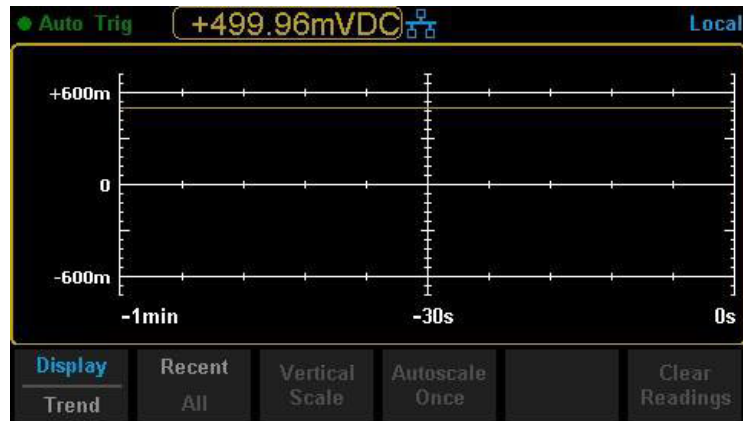 Auto Trig
+499.96mVDC
Local
+600m
0
-600m
-1min
-30s
0s
Display
Trend
Recent
All
Vertical
Scale
Autoscale
Once
Clear
Readings